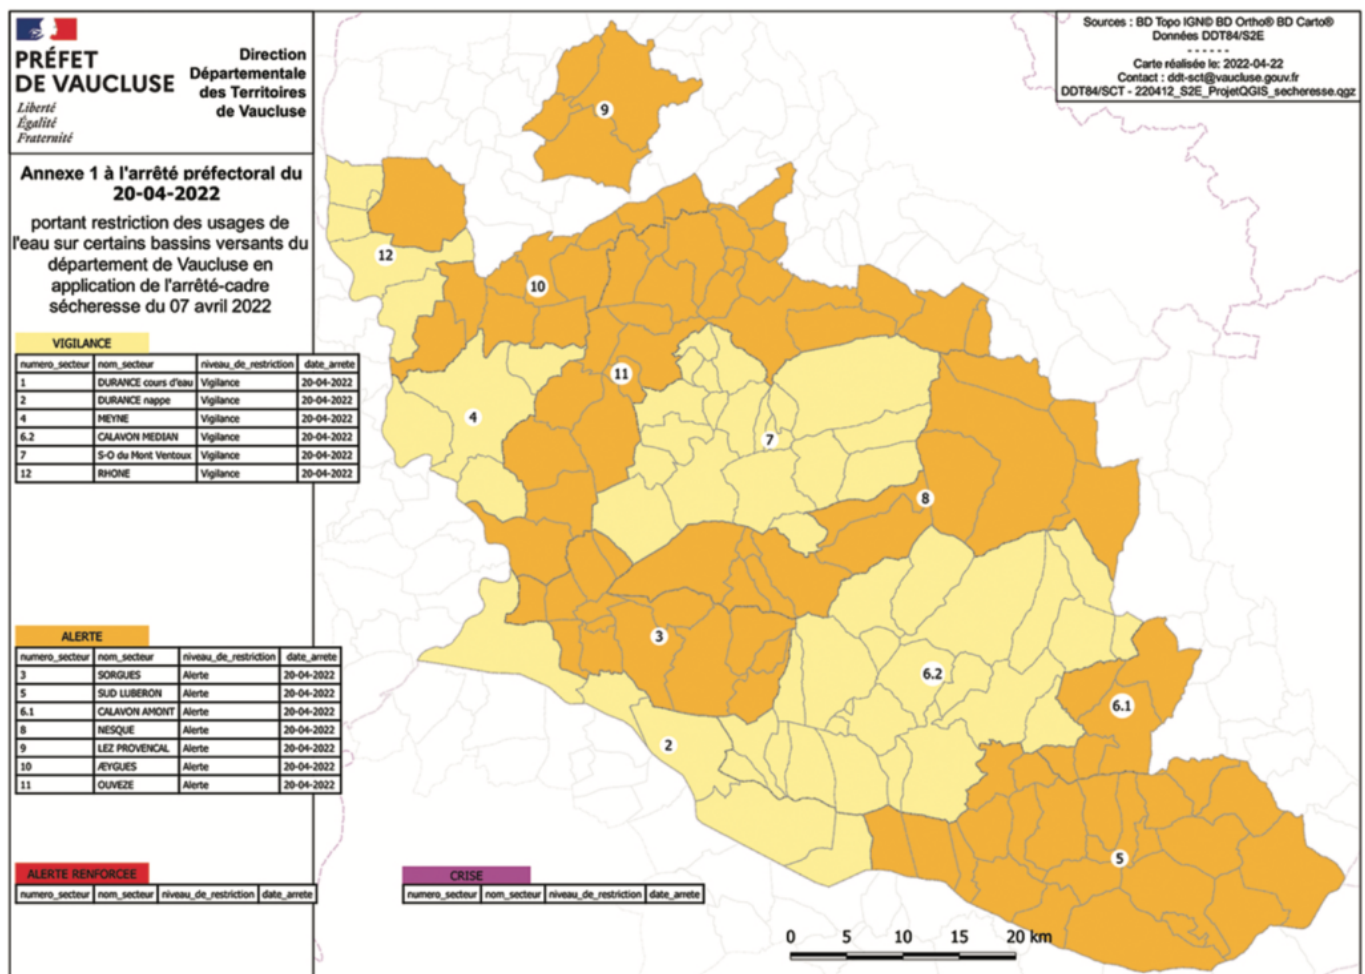 PRÉFET
DE VAUCLUSE
Liberté
Égalité
Fraternité
Direction
Départementale
des Territoires
de Vaucluse
Annexe 1 à l'arrêté préfectoral du
20-04-2022
portant restriction des usages de
l'eau sur certains bassins versants du
département de Vaucluse en
application de l'arrêté-cadre
sécheresse du 07 avril 2022
VIGILANCE
numero_secteur nom_secteur niveau_de_restriction date_arrete
1 DURANCE cours d'eau Vigilance 20-04-2022
2 DURANCE nappe Vigilance 20-04-2022
4 MEYNE Vigilance 20-04-2022
6.2 CALAVON MEDIAN Vigilance 20-04-2022
7 S-O du Mont Ventoux Vigilance 20-04-2022
12 RHONE Vigilance 20-04-2022
ALERTE
numero_secteur nom_secteur niveau_de_restriction date_arrete
3 SORGUES Alerte 20-04-2022
5 SUD LUBERON Alerte 20-04-2022
6.1 CALAVON AMONT Alerte 20-04-2022
8 NESQUE Alerte 20-04-2022
9 LEZ PROVENCAL Alerte 20-04-2022
10 ÆYGUES Alerte 20-04-2022
11 OUVEZE Alerte 20-04-2022
ALERTE RENFORCEE
numero_secteur nom_secteur niveau_de_restriction date_arrete
CRISE
numero_secteur nom_secteur niveau_de_restriction date_arrete
Sources : BD Topo IGN© BD Ortho® BD Carto®
Données DDT84/S2E
- - - - - -
Carte réalisée le: 2022-04-22
Contact : ddt-sct@vaucluse.gouv.fr
DDT84/SCT - 220412_S2E_ProjetQGIS_secheresse.qgz
9
12
10
11
4
7
8
3
6.2
6.1
2
5
0 5 10 15 20 km